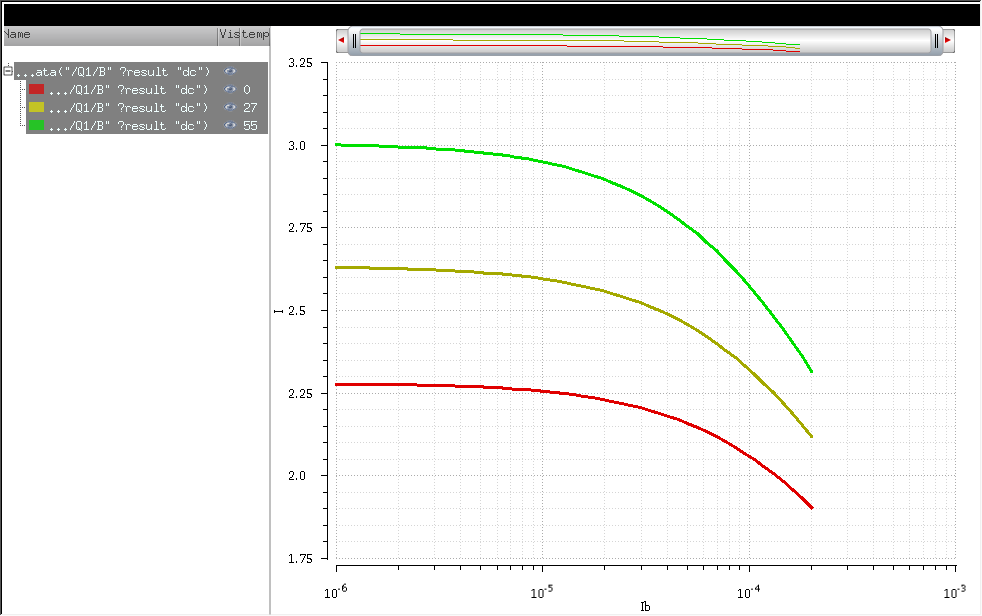 Name Vis temp
...ata("/Q1/B" ?result "dc")
.../Q1/B" ?result "dc") 0
.../Q1/B" ?result "dc") 27
.../Q1/B" ?result "dc") 55
3.25
3.0
2.75
I 2.5
2.25
2.0
1.75
10^-6 10^-5 10^-4 10^-3
Ib